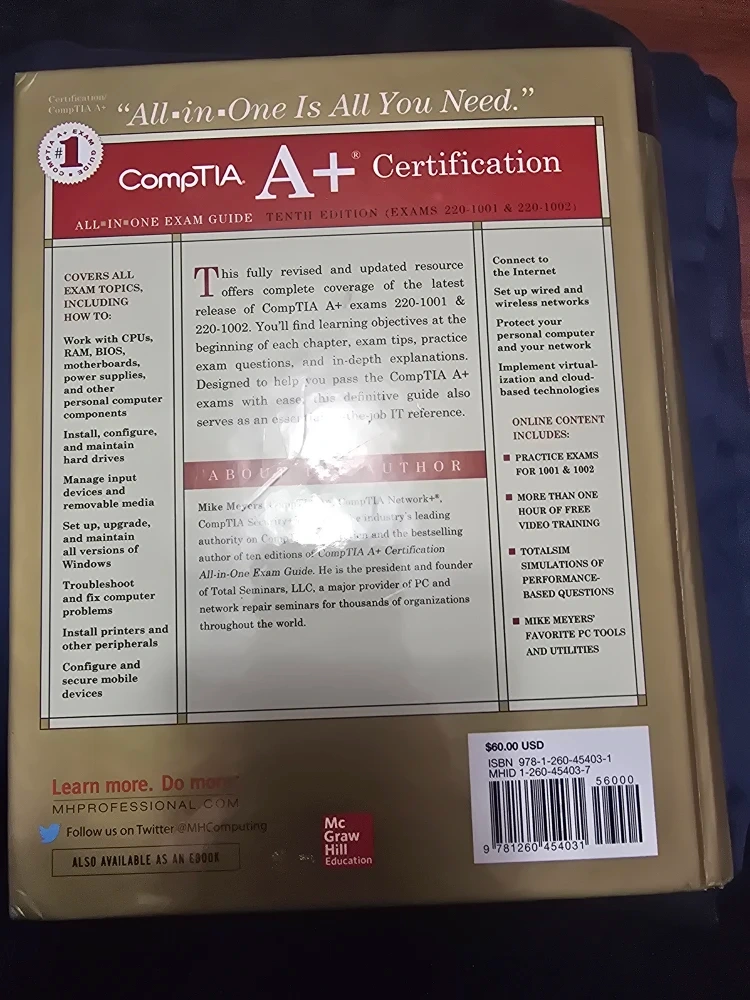 Certification/
CompTIA A+
"All-in-One Is All You Need."
COMPTIA A+ EXAM GUIDE
#1
CompTIA. A+® Certification
ALL-IN-ONE EXAM GUIDE TENTH EDITION (EXAMS 220-1001 & 220-1002)
COVERS ALL
EXAM TOPICS,
INCLUDING
HOW TO:
Work with CPUs,
RAM, BIOS,
motherboards,
power supplies,
and other
personal computer
components
Install, configure,
and maintain
hard drives
Manage input
devices and
removable media
Set up, upgrade,
and maintain
all versions of
Windows
Troubleshoot
and fix computer
problems
Install printers and
other peripherals
Configure and
secure mobile
devices
This fully revised and updated resource
offers complete coverage of the latest
release of CompTIA A+ exams 220-1001 &
220-1002. You'll find learning objectives at the
beginning of each chapter, exam tips, practice
exam questions, and in-depth explanations.
Designed to help you pass the CompTIA A+
exams with ease, this definitive guide also
serves as an IT reference.
ABOUT AUTHOR
Mike Meyers, CompTIA Network+®,
CompTIA industry's leading
authority on and the bestselling
author of ten editions of CompTIA A+ Certification
All-in-One Exam Guide. He is the president and founder
of Total Seminars, LLC, a major provider of PC and
network repair seminars for thousands of organizations
throughout the world.
Connect to
the Internet
Set up wired and
wireless networks
Protect your
personal computer
and your network
Implement virtual-
ization and cloud-
based technologies
ONLINE CONTENT
INCLUDES:
■ PRACTICE EXAMS
FOR 1001 & 1002
■ MORE THAN ONE
HOUR OF FREE
VIDEO TRAINING
■ TOTALSIM
SIMULATIONS OF
PERFORMANCE-
BASED QUESTIONS
■ MIKE MEYERS'
FAVORITE PC TOOLS
AND UTILITIES
Learn more. Do more.
MHPROFESSIONAL.COM
Follow us on Twitter @MHComputing
ALSO AVAILABLE AS AN EBOOK
Mc
Graw
Hill
Education
$60.00 USD
ISBN 978-1-260-45403-1
MHID 1-260-45403-7
56000
9 781260 454031